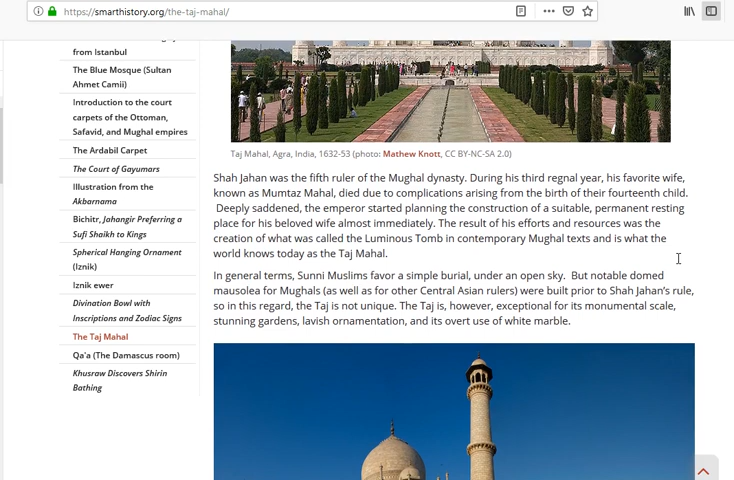 https://smarthistory.org/the-taj-mahal/
from Istanbul
The Blue Mosque (Sultan
Ahmet Camii)
Introduction to the court
carpets of the Ottoman,
Safavid, and Mughal empires
The Ardabil Carpet
The Court of Gayumars
Illustration from the
Akbarnama
Bichitr, Jahangir Preferring a
Sufi Shaikh to Kings
Spherical Hanging Ornament
(Iznik)
Iznik ewer
Divination Bowl with
Inscriptions and Zodiac Signs
The Taj Mahal
Qa'a (The Damascus room)
Khusraw Discovers Shirin
Bathing
Taj Mahal, Agra, India, 1632-53 (photo: Mathew Knott, CC BY-NC-SA 2.0)
Shah Jahan was the fifth ruler of the Mughal dynasty. During his third regnal year, his favorite wife,
known as Mumtaz Mahal, died due to complications arising from the birth of their fourteenth child.
Deeply saddened, the emperor started planning the construction of a suitable, permanent resting
place for his beloved wife almost immediately. The result of his efforts and resources was the
creation of what was called the Luminous Tomb in contemporary Mughal texts and is what the
world knows today as the Taj Mahal.
In general terms, Sunni Muslims favor a simple burial, under an open sky. But notable domed
mausolea for Mughals (as well as for other Central Asian rulers) were built prior to Shah Jahan's rule,
so in this regard, the Taj is not unique. The Taj is, however, exceptional for its monumental scale,
stunning gardens, lavish ornamentation, and its overt use of white marble.